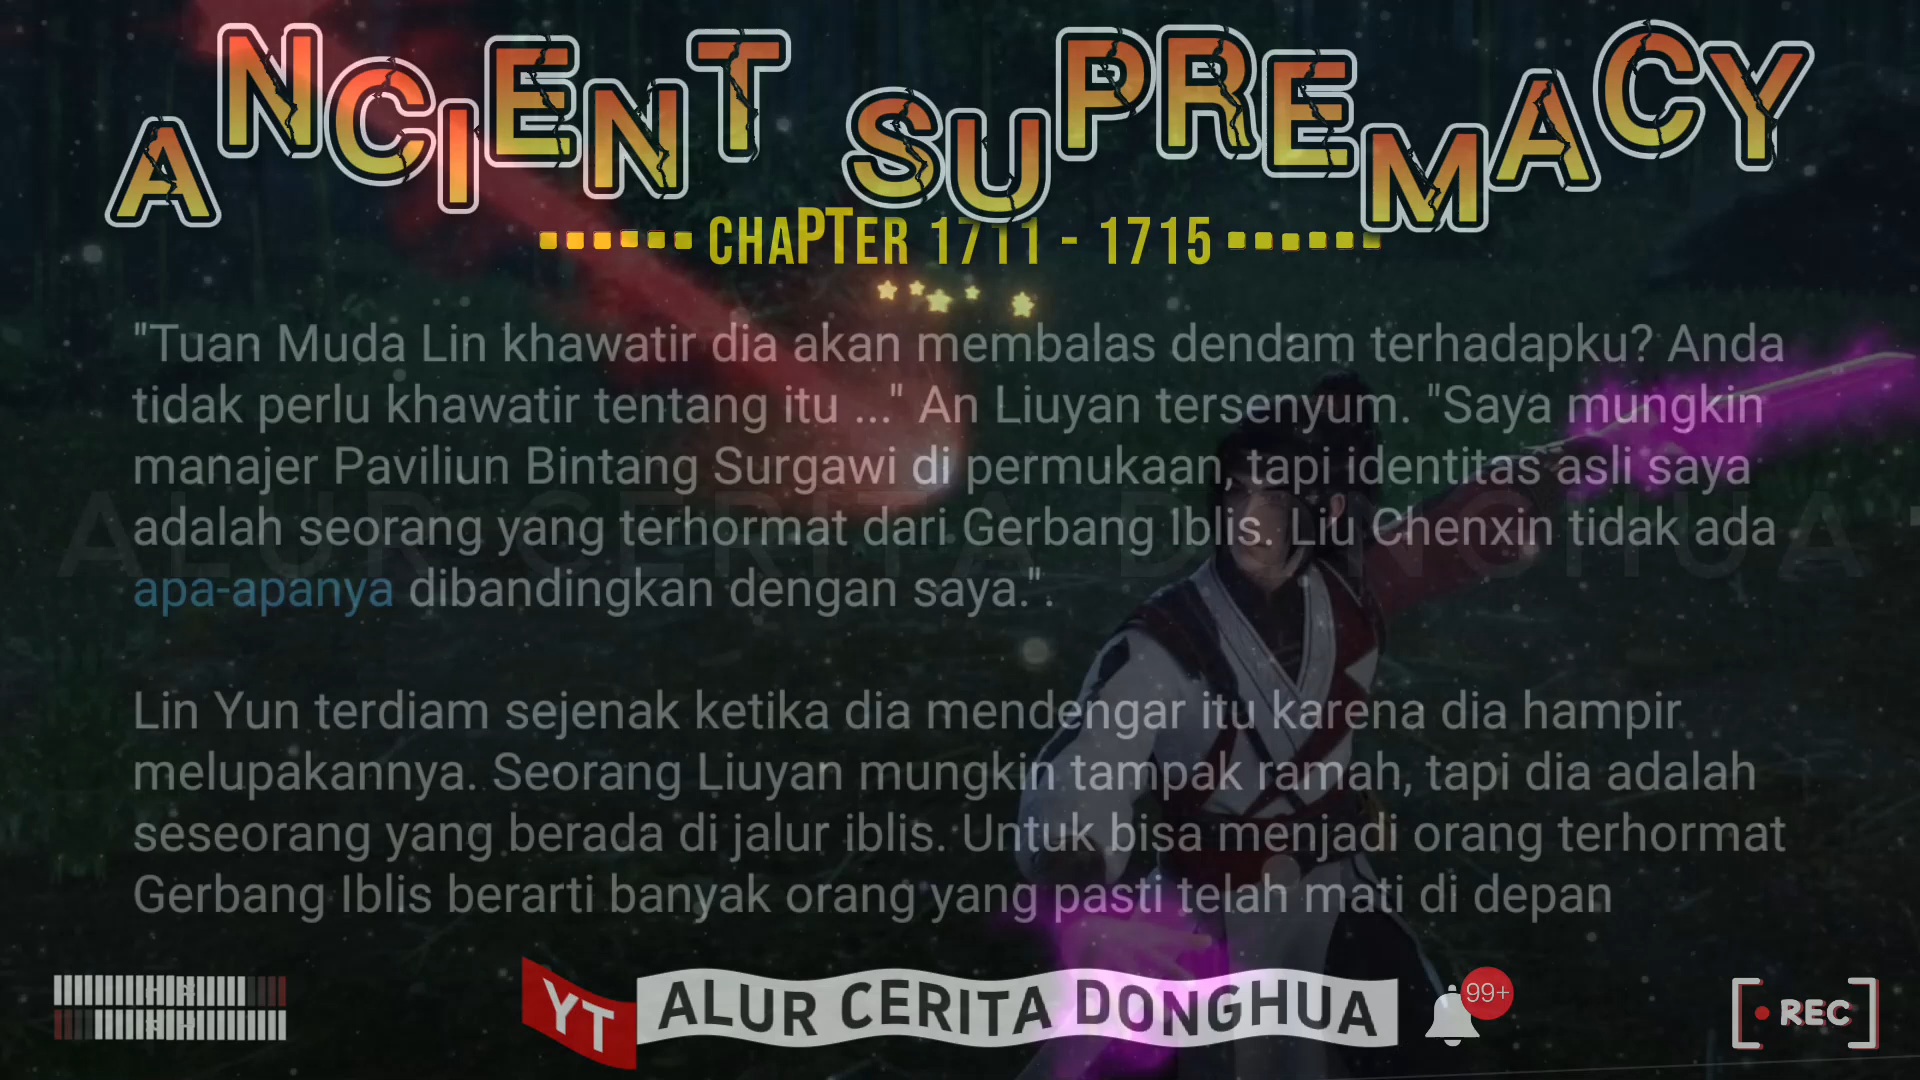 ANCIENT SUPREMACY
CHAPTER 1711 - 1715
"Tuan Muda Lin khawatir dia akan membalas dendam terhadapku? Anda
tidak perlu khawatir tentang itu ..." An Liuyan tersenyum. "Saya mungkin
manajer Paviliun Bintang Surgawi di permukaan, tapi identitas asli saya
adalah seorang yang terhormat dari Gerbang Iblis. Liu Chenxin tidak ada
apa-apanya dibandingkan dengan saya.".
ALUR CERITA DONGHUA
Lin Yun terdiam sejenak ketika dia mendengar itu karena dia hampir
melupakannya. Seorang Liuyan mungkin tampak ramah, tapi dia adalah
seseorang yang berada di jalur iblis. Untuk bisa menjadi orang terhormat
Gerbang Iblis berarti banyak orang yang pasti telah mati di depan
YT ALUR CERITA DONGHUA
99+
REC